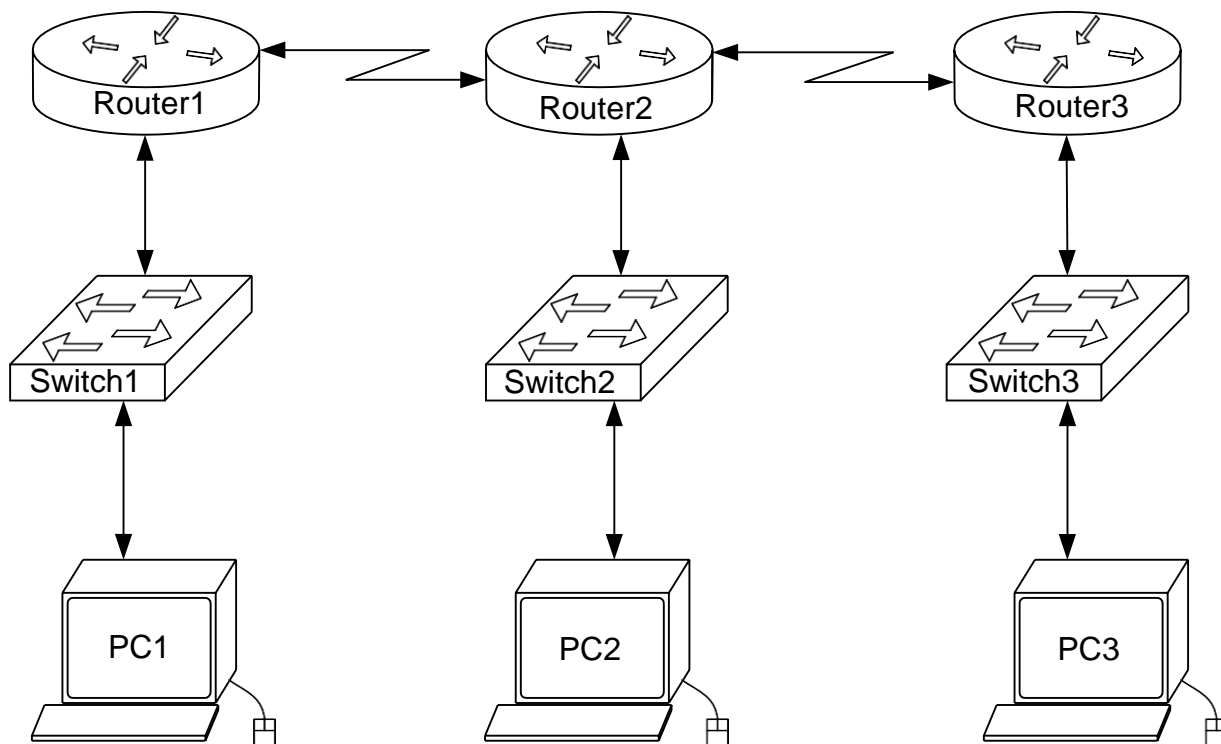 Router1
Router2
Router3
Switch1
Switch2
Switch3
PC1
PC2
PC3